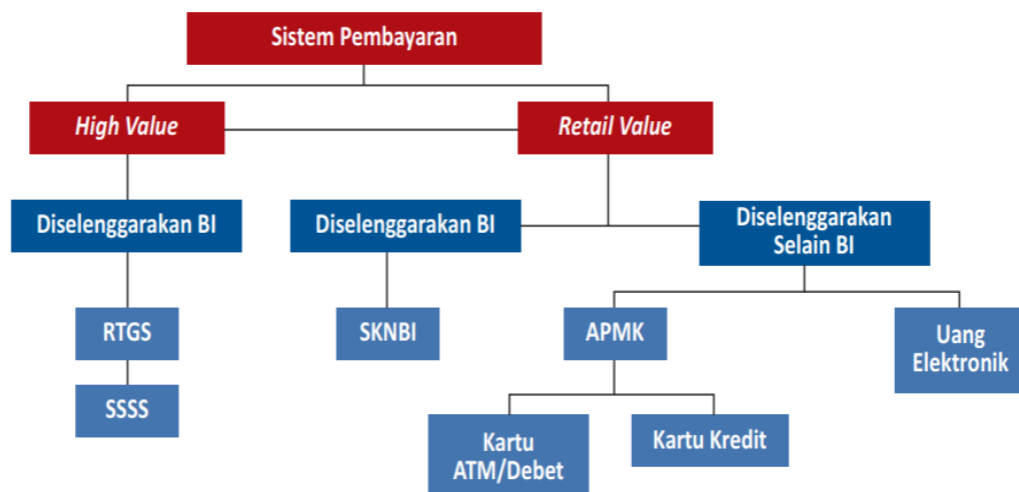 Sistem Pembayaran
High Value
Retail Value
Diselenggarakan BI
Diselenggarakan BI
Diselenggarakan
Selain BI
RTGS
SKNBI
APMK
Uang
Elektronik
SSSS
Kartu
ATM/Debet
Kartu Kredit